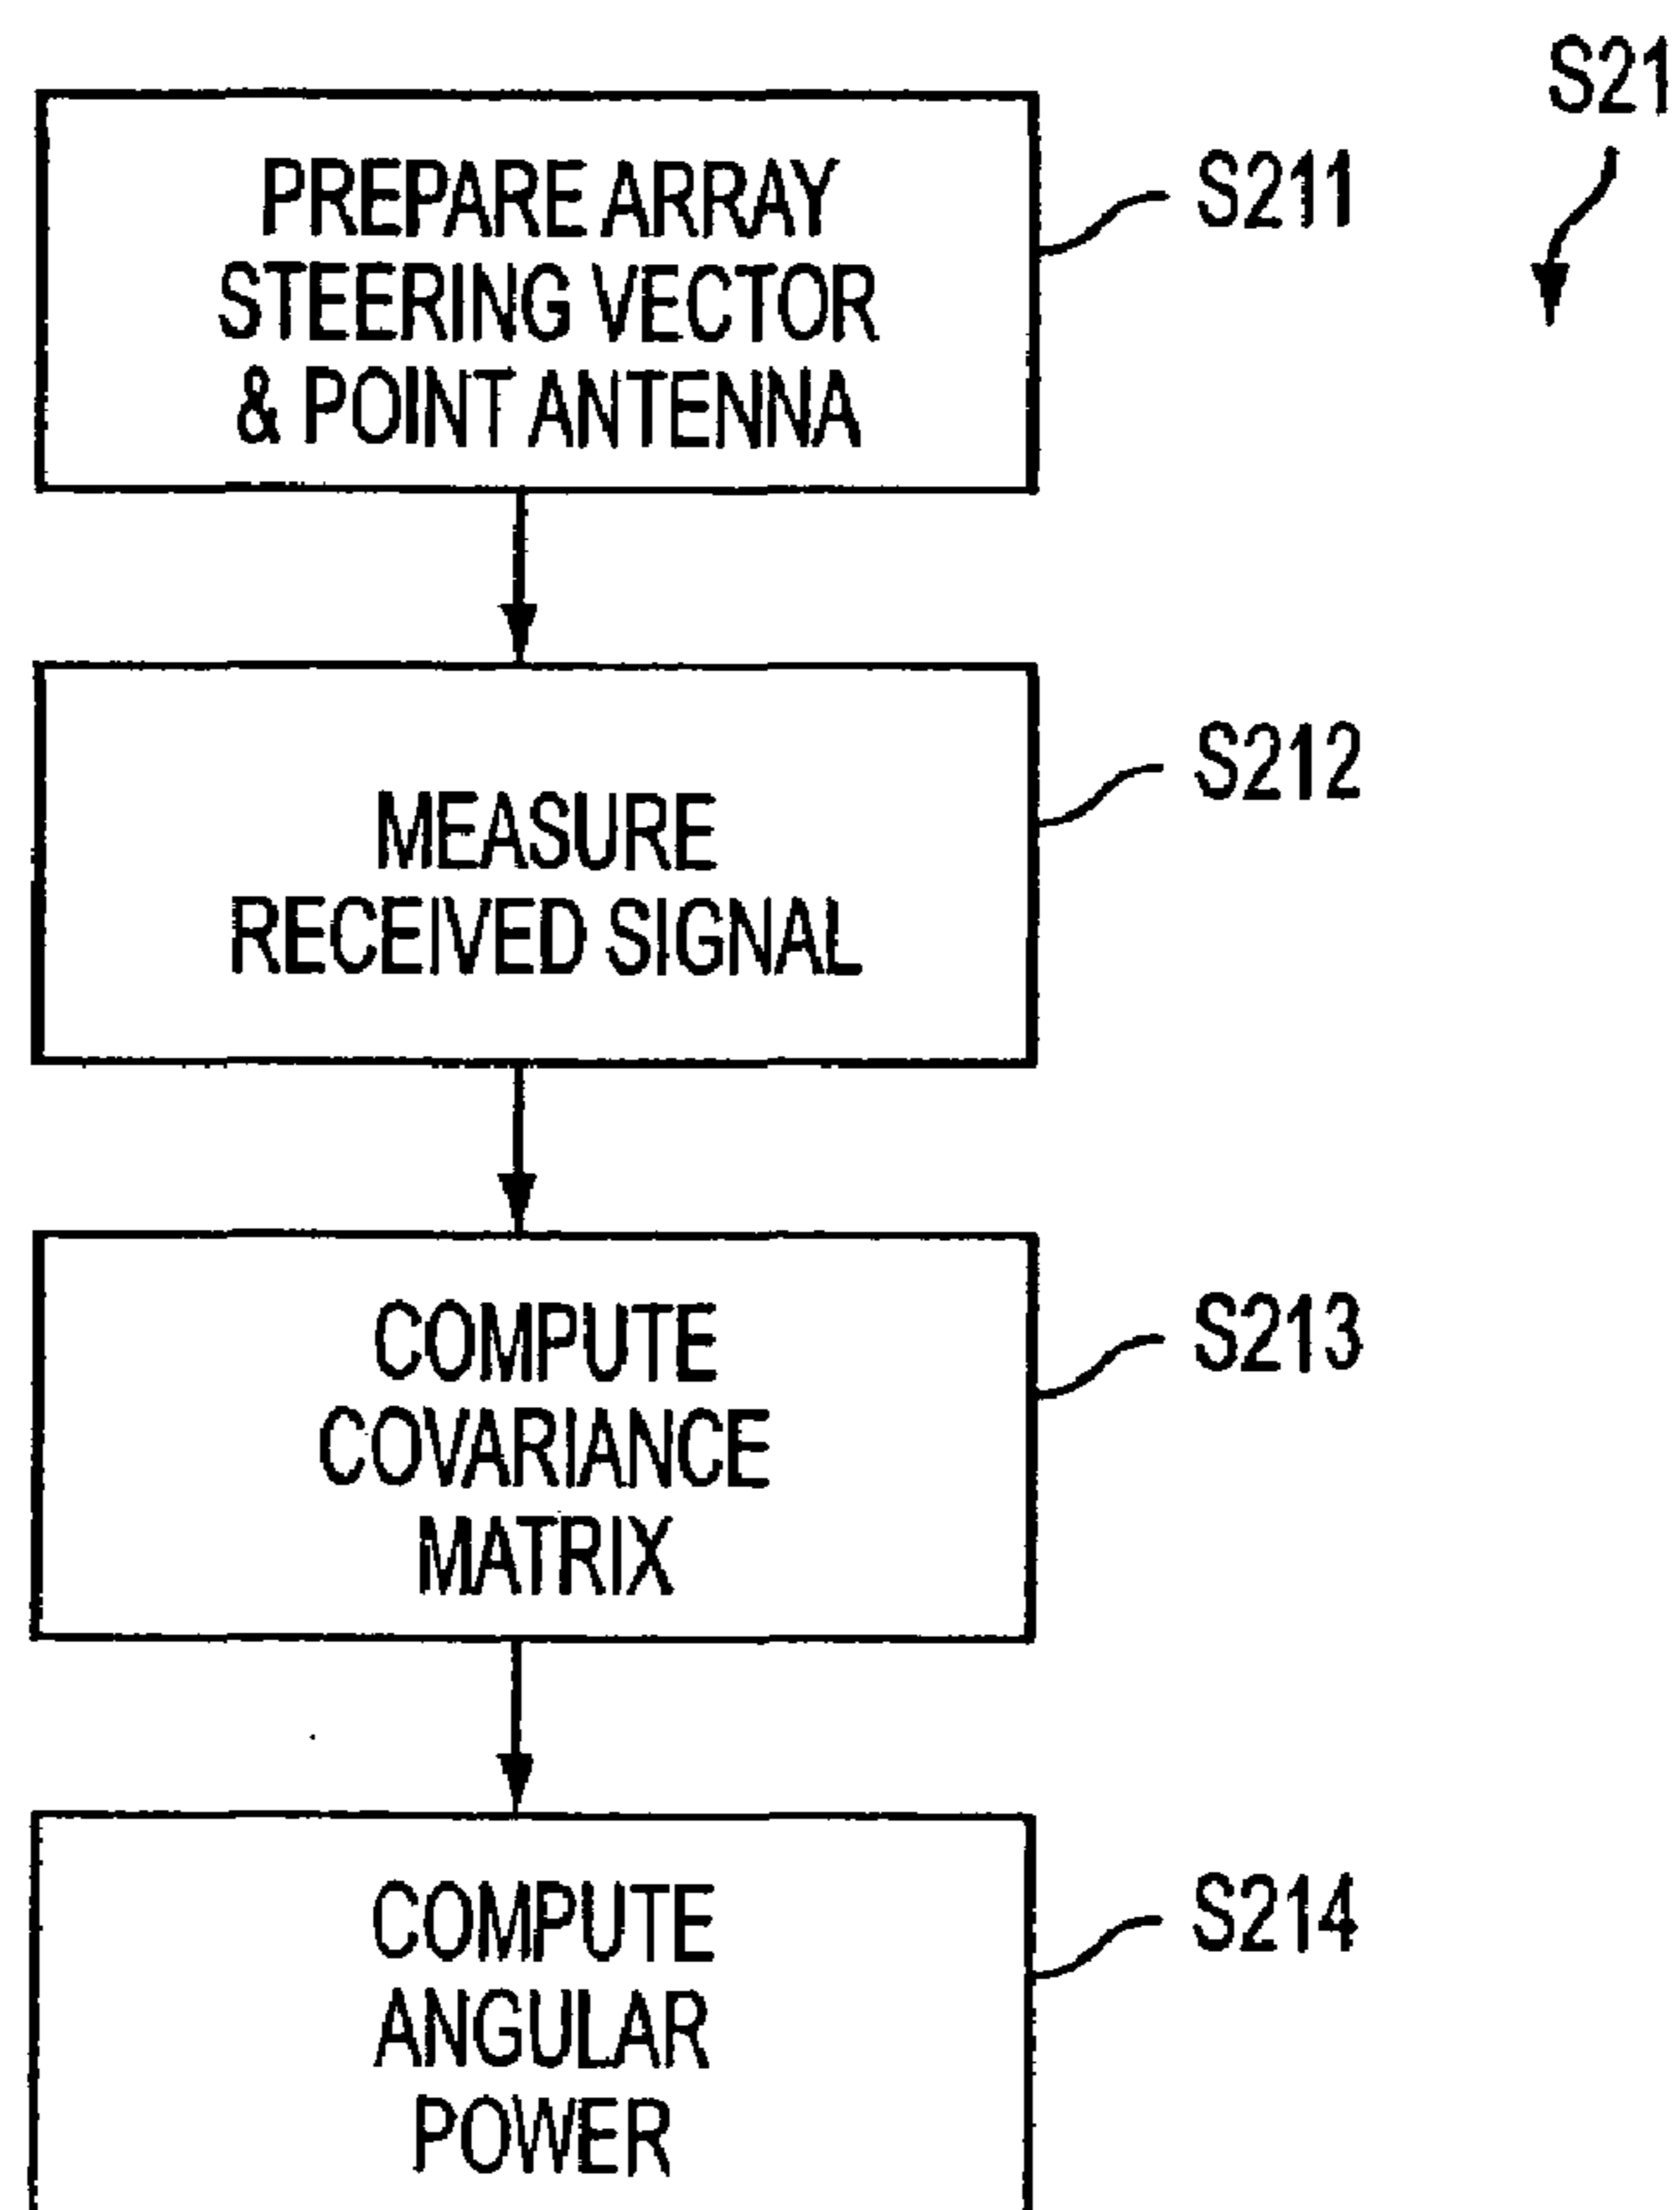 S21
PREPARE ARRAY
STEERING VECTOR
& POINT ANTENNA
S211
MEASURE
RECEIVED SIGNAL
S212
COMPUTE
COVARIANCE
MATRIX
S213
COMPUTE
ANGULAR
POWER
S214